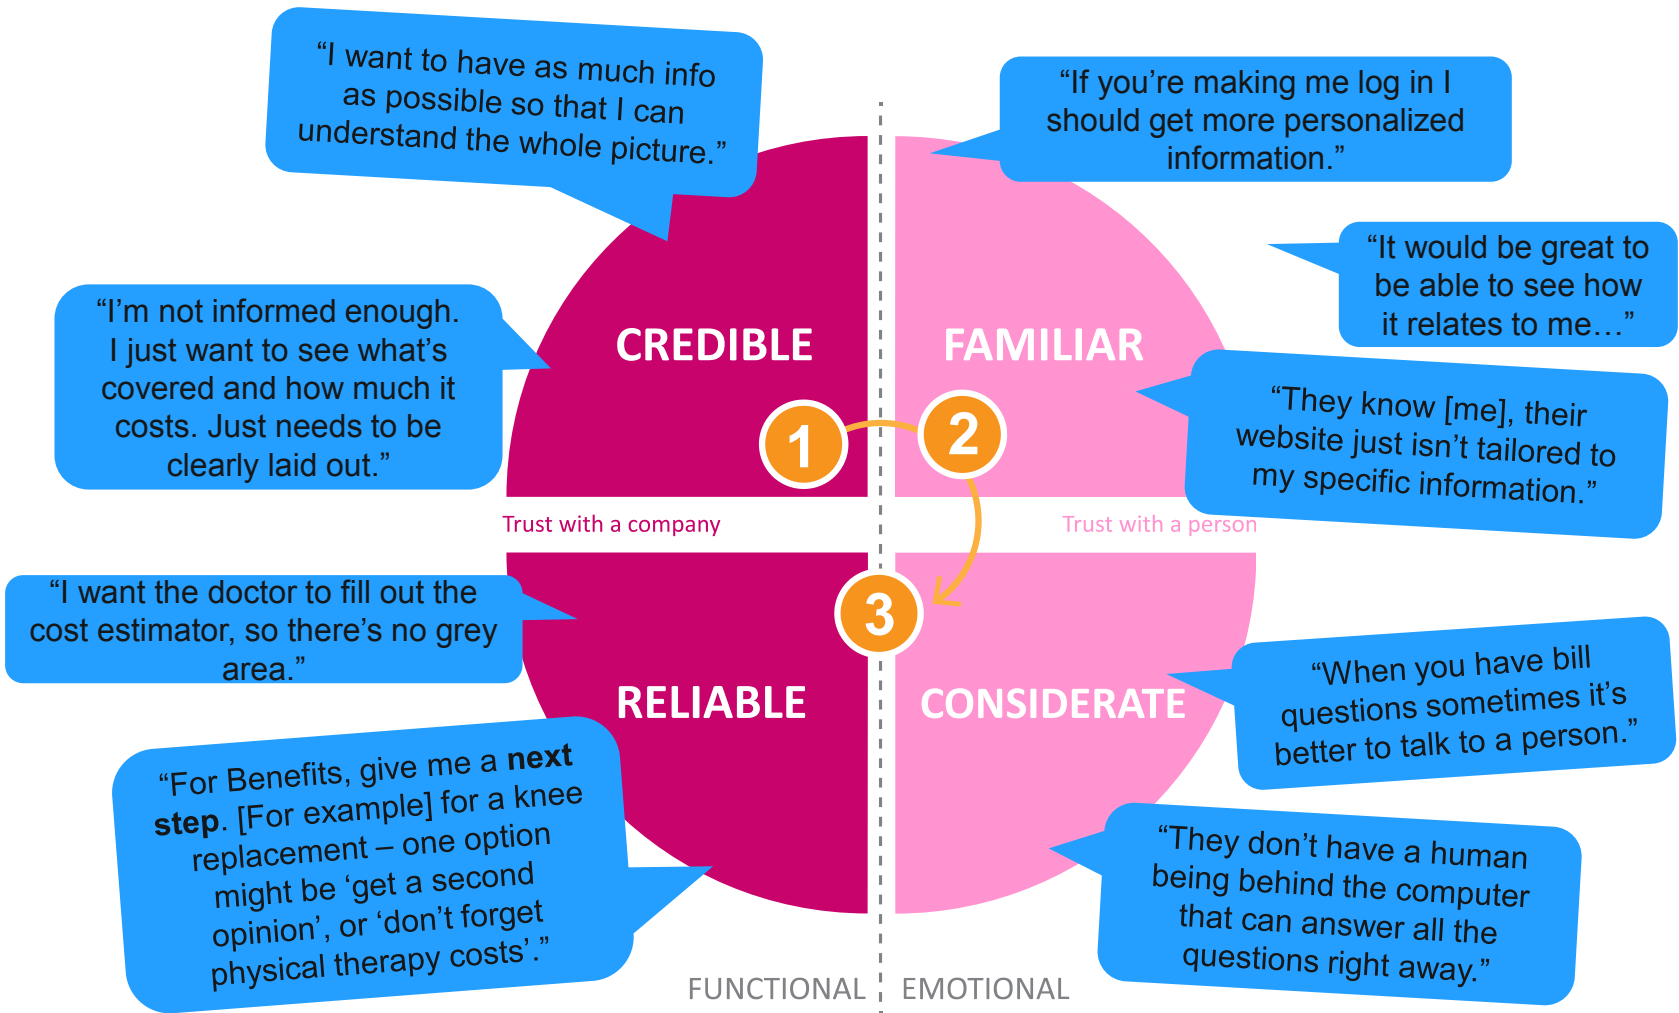 “I want to have as much info
as possible so that I can
understand the whole picture.”
“If you’re making me log in I
should get more personalized
information.”
“It would be great to
be able to see how
it relates to me…”
“I’m not informed enough.
I just want to see what’s
covered and how much it
costs. Just needs to be
clearly laid out.”
CREDIBLE
FAMILIAR
“They know [me], their
website just isn’t tailored to
my specific information.”
1
2
Trust with a company
Trust with a person
“I want the doctor to fill out the
cost estimator, so there’s no grey
area.”
3
RELIABLE
CONSIDERATE
“When you have bill
questions sometimes it’s
better to talk to a person.”
“For Benefits, give me a next
step. [For example] for a knee
replacement – one option
might be ‘get a second
opinion’, or ‘don’t forget
physical therapy costs’.”
“They don’t have a human
being behind the computer
that can answer all the
questions right away.”
FUNCTIONAL
EMOTIONAL